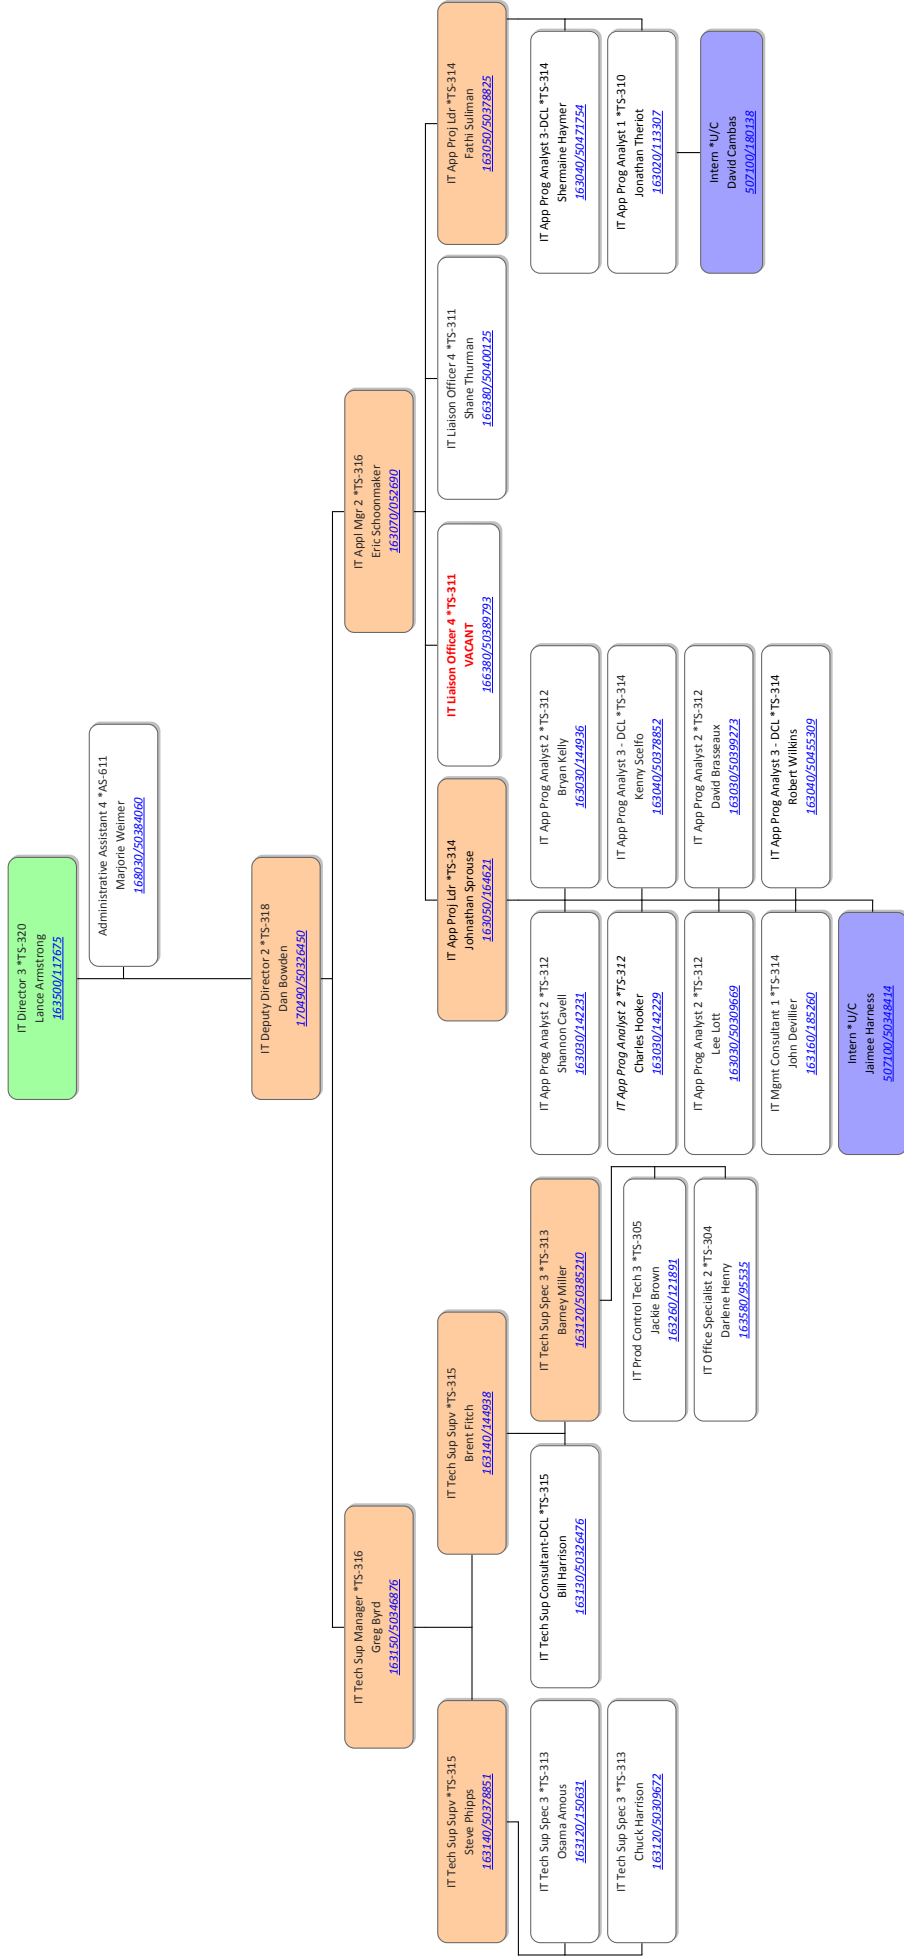 IT Director 3 *TS-320
Lance Armstrong
163500/117675
Administrative Assistant 4 *AS-611
Marjorie Weimer
168030/50384060
IT Deputy Director 2 *TS-318
Dan Bowden
170490/50326450
IT Tech Sup Manager *TS-316
Greg Byrd
163150/50346876
IT Appl Mgr 2 *TS-316
Eric Schoonmaker
163070/052690
IT Tech Sup Supv *TS-315
Steve Phipps
163140/50378851
IT Tech Sup Supv *TS-315
Brent Fitch
163140/144938
IT App Proj Ldr *TS-314
Johnathan Sprouse
163050/164621
IT Liaison Officer 4 *TS-311
VACANT
166380/50389793
IT Liaison Officer 4 *TS-311
Shane Thurman
166380/50400125
IT App Proj Ldr *TS-314
Fathi Suliman
163050/50378825
IT Tech Sup Spec 3 *TS-313
Osama Amous
163120/150631
IT Tech Sup Spec 3 *TS-313
Chuck Harrison
163120/50309672
IT Tech Sup Consultant-DCL *TS-315
Bill Harrison
163130/50326476
IT Tech Sup Spec 3 *TS-313
Barney Miller
163120/50385210
IT Prod Control Tech 3 *TS-305
Jackie Brown
163260/121891
IT Office Specialist 2 *TS-304
Darlene Henry
163580/95535
IT App Prog Analyst 2 *TS-312
Shannon Cavell
163030/142231
IT App Prog Analyst 2 *TS-312
Bryan Kelly
163030/144936
IT App Prog Analyst 2 *TS-312
Charles Hooker
163030/142229
IT App Prog Analyst 3 - DCL *TS-314
Kenny Scelfo
163040/50378852
IT App Prog Analyst 2 *TS-312
Lee Lott
163030/50309669
IT App Prog Analyst 2 *TS-312
David Brasseaux
163030/50399273
IT Mgmt Consultant 1 *TS-314
John Devillier
163160/185260
IT App Prog Analyst 3 - DCL *TS-314
Robert Wilkins
163040/50455309
Intern *U/C
Jaimee Harness
507100/50348414
IT App Prog Analyst 3-DCL *TS-314
Shermaine Haymer
163040/50471754
IT App Prog Analyst 1 *TS-310
Jonathan Theriot
163020/113307
Intern *U/C
David Cambas
507100/180138